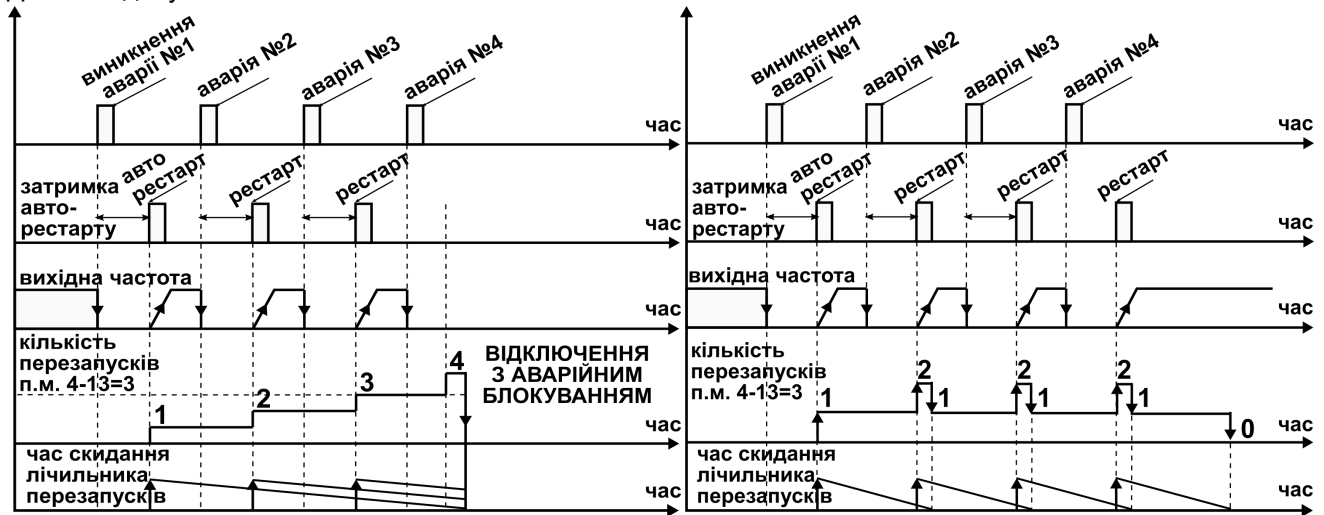 виникнення
аварії №1
аварія №2
аварія №3
аварія №4
час
затримка
авто-
рестарту
авто
рестарт
рестарт
рестарт
час
вихідна частота
час
кількість
перезапусків
п.м. 4-13=3
1
2
3
4
ВІДКЛЮЧЕННЯ
З АВАРІЙНИМ
БЛОКУВАННЯМ
час
час скидання
лічильника
перезапусків
час
виникнення
аварії №1
аварія №2
аварія №3
аварія №4
час
затримка
авто-
рестарту
авто
рестарт
рестарт
рестарт
рестарт
час
вихідна частота
час
кількість
перезапусків
п.м. 4-13=3
1
2
1
2
1
2
1
0
час
час скидання
лічильника
перезапусків
час